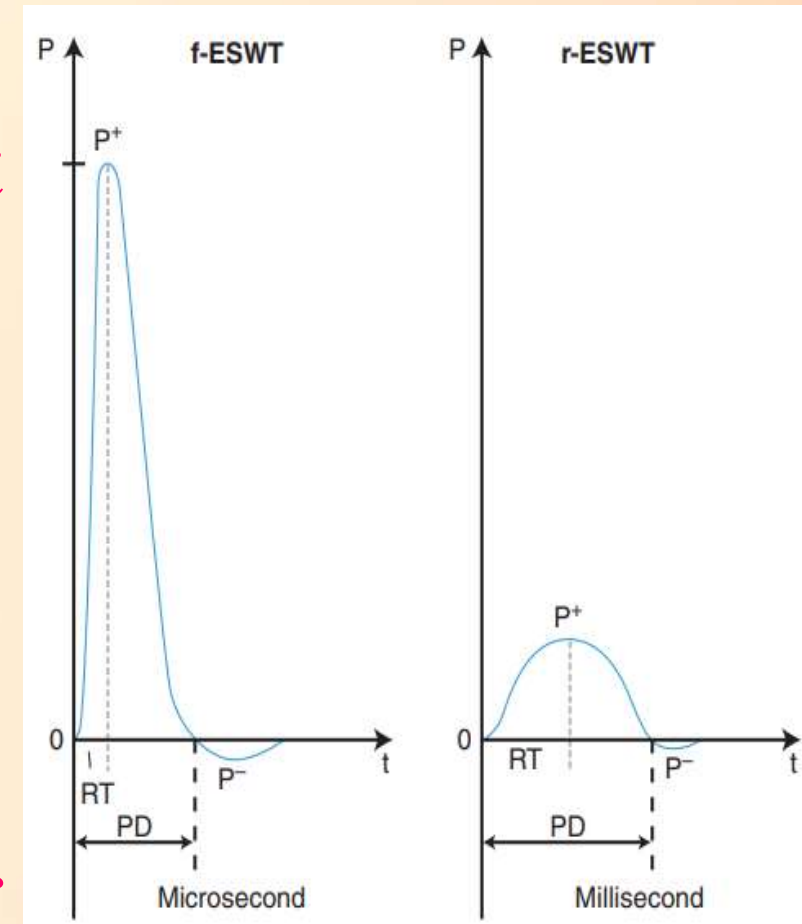 P
f-ESWT
P⁺
0
RT
P⁻
t
PD
Microsecond
P
r-ESWT
P⁺
0
RT
P⁻
t
PD
Millisecond